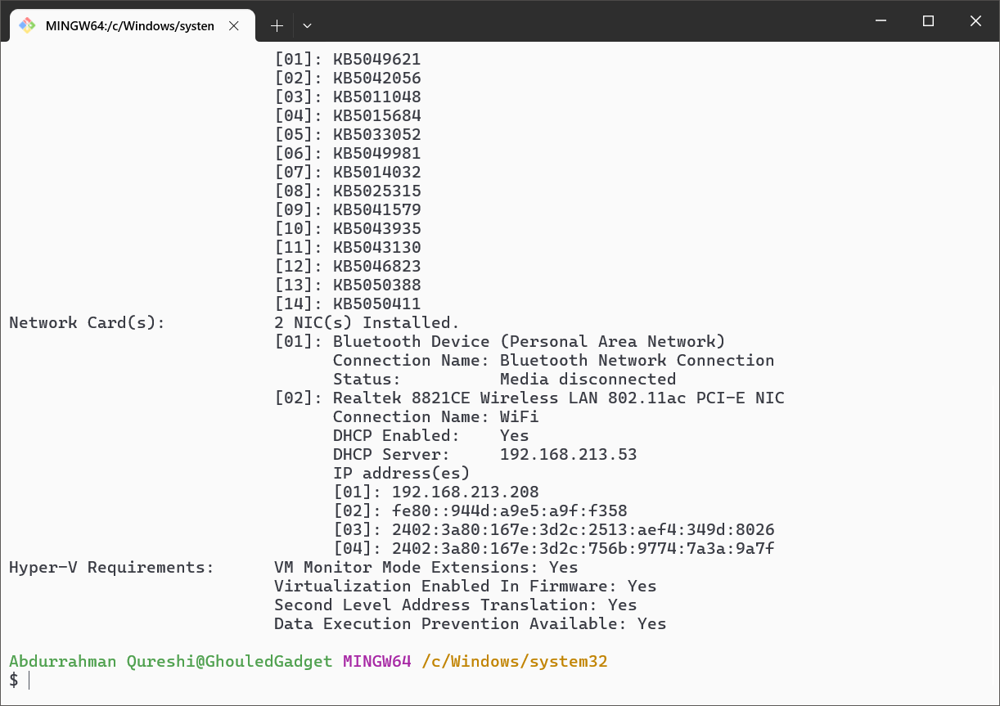 MINGW64:/c/Windows/systen
[01]: KB5049621
[02]: KB5042056
[03]: KB5011048
[04]: KB5015684
[05]: KB5033052
[06]: KB5049981
[07]: KB5014032
[08]: KB5025315
[09]: KB5041579
[10]: KB5043935
[11]: KB5043130
[12]: KB5046823
[13]: KB5050388
[14]: KB5050411
Network Card(s): 2 NIC(s) Installed.
[01]: Bluetooth Device (Personal Area Network)
Connection Name: Bluetooth Network Connection
Status: Media disconnected
[02]: Realtek 8821CE Wireless LAN 802.11ac PCI-E NIC
Connection Name: WiFi
DHCP Enabled: Yes
DHCP Server: 192.168.213.53
IP address(es)
[01]: 192.168.213.208
[02]: fe80::944d:a9e5:a9f:f358
[03]: 2402:3a80:167e:3d2c:2513:aef4:349d:8026
[04]: 2402:3a80:167e:3d2c:756b:9774:7a3a:9a7f
Hyper-V Requirements: VM Monitor Mode Extensions: Yes
Virtualization Enabled In Firmware: Yes
Second Level Address Translation: Yes
Data Execution Prevention Available: Yes
Abdurrahman Qureshi@GhouledGadget MINGW64 /c/Windows/system32
$